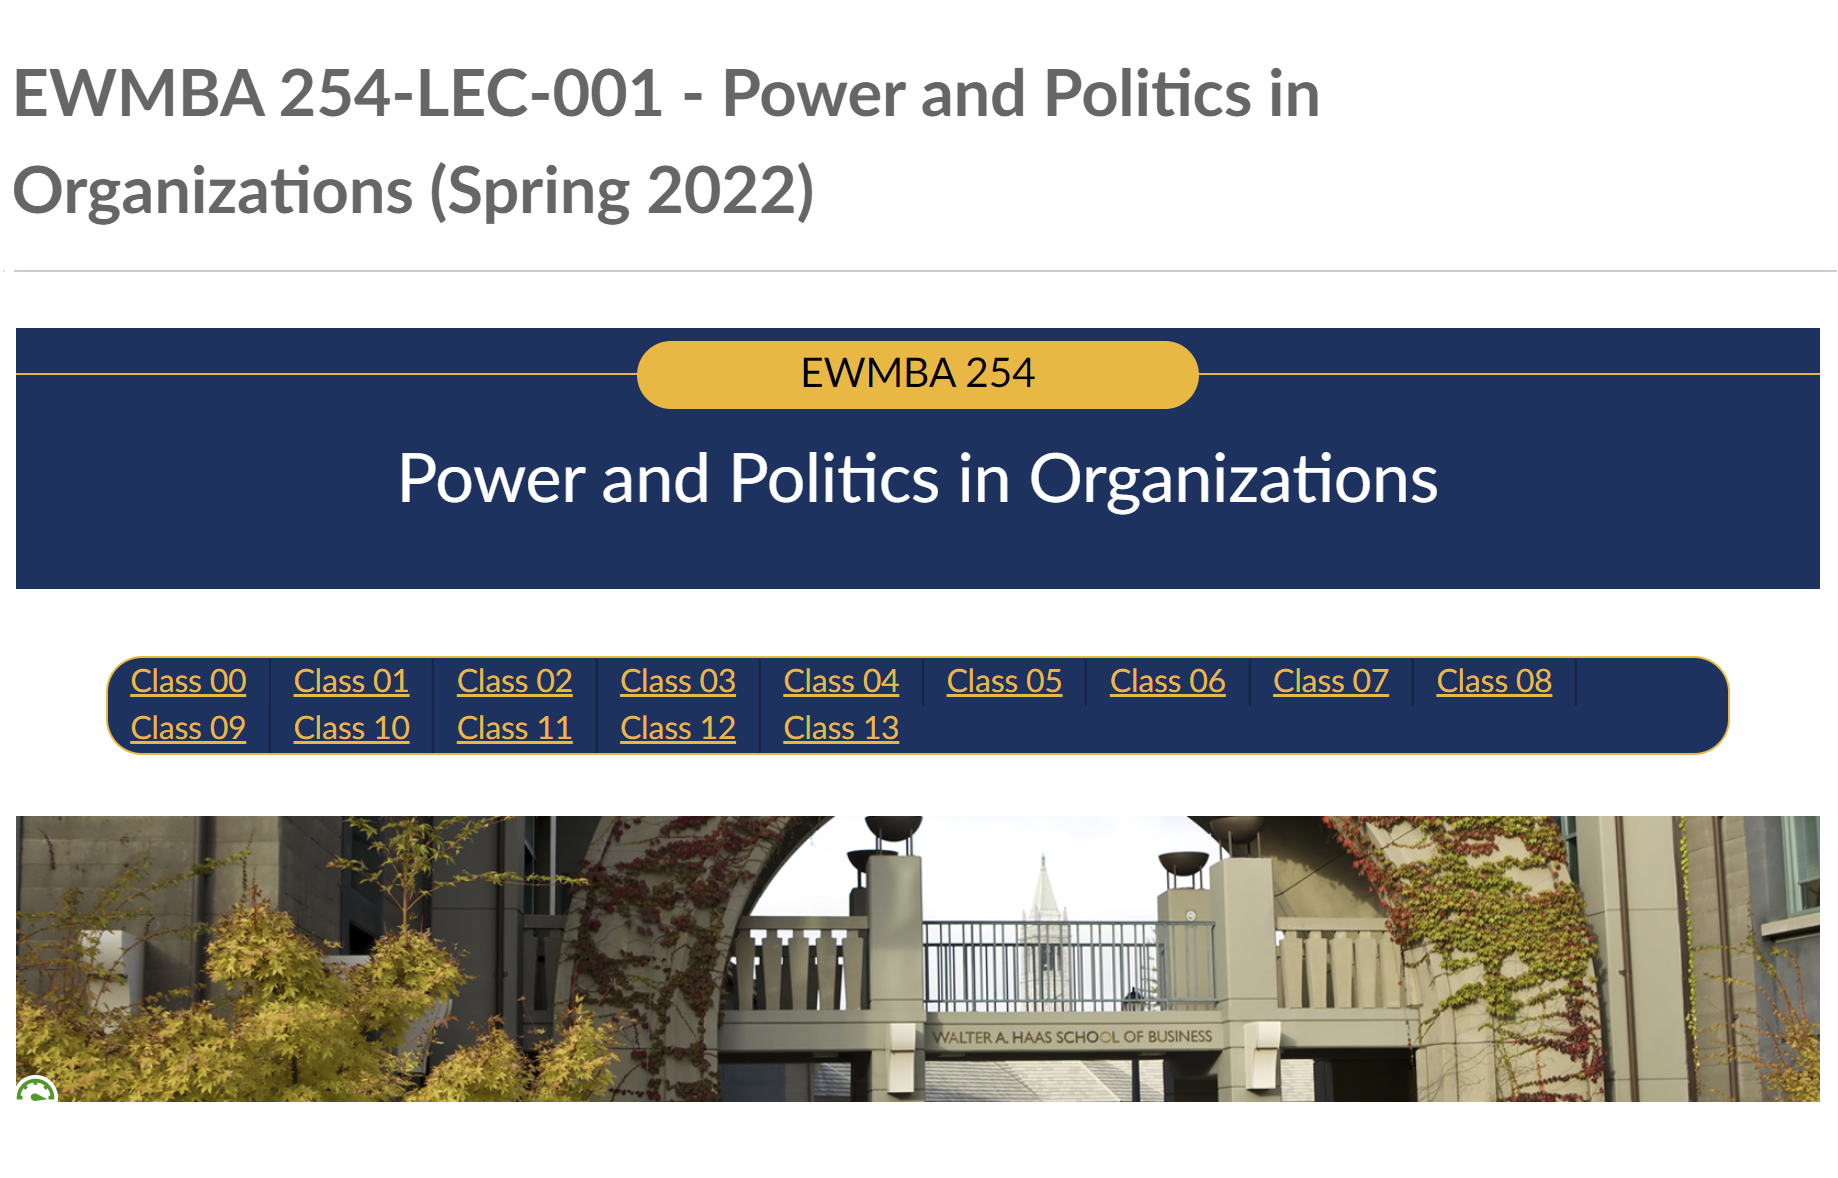 EWMBA 254-LEC-001 - Power and Politics in
Organizations (Spring 2022)
EWMBA 254
Power and Politics in Organizations
Class 00 Class 01 Class 02 Class 03 Class 04 Class 05 Class 06 Class 07 Class 08
Class 09 Class 10 Class 11 Class 12 Class 13
WALTER A. HAAS SCHOOL OF BUSINESS